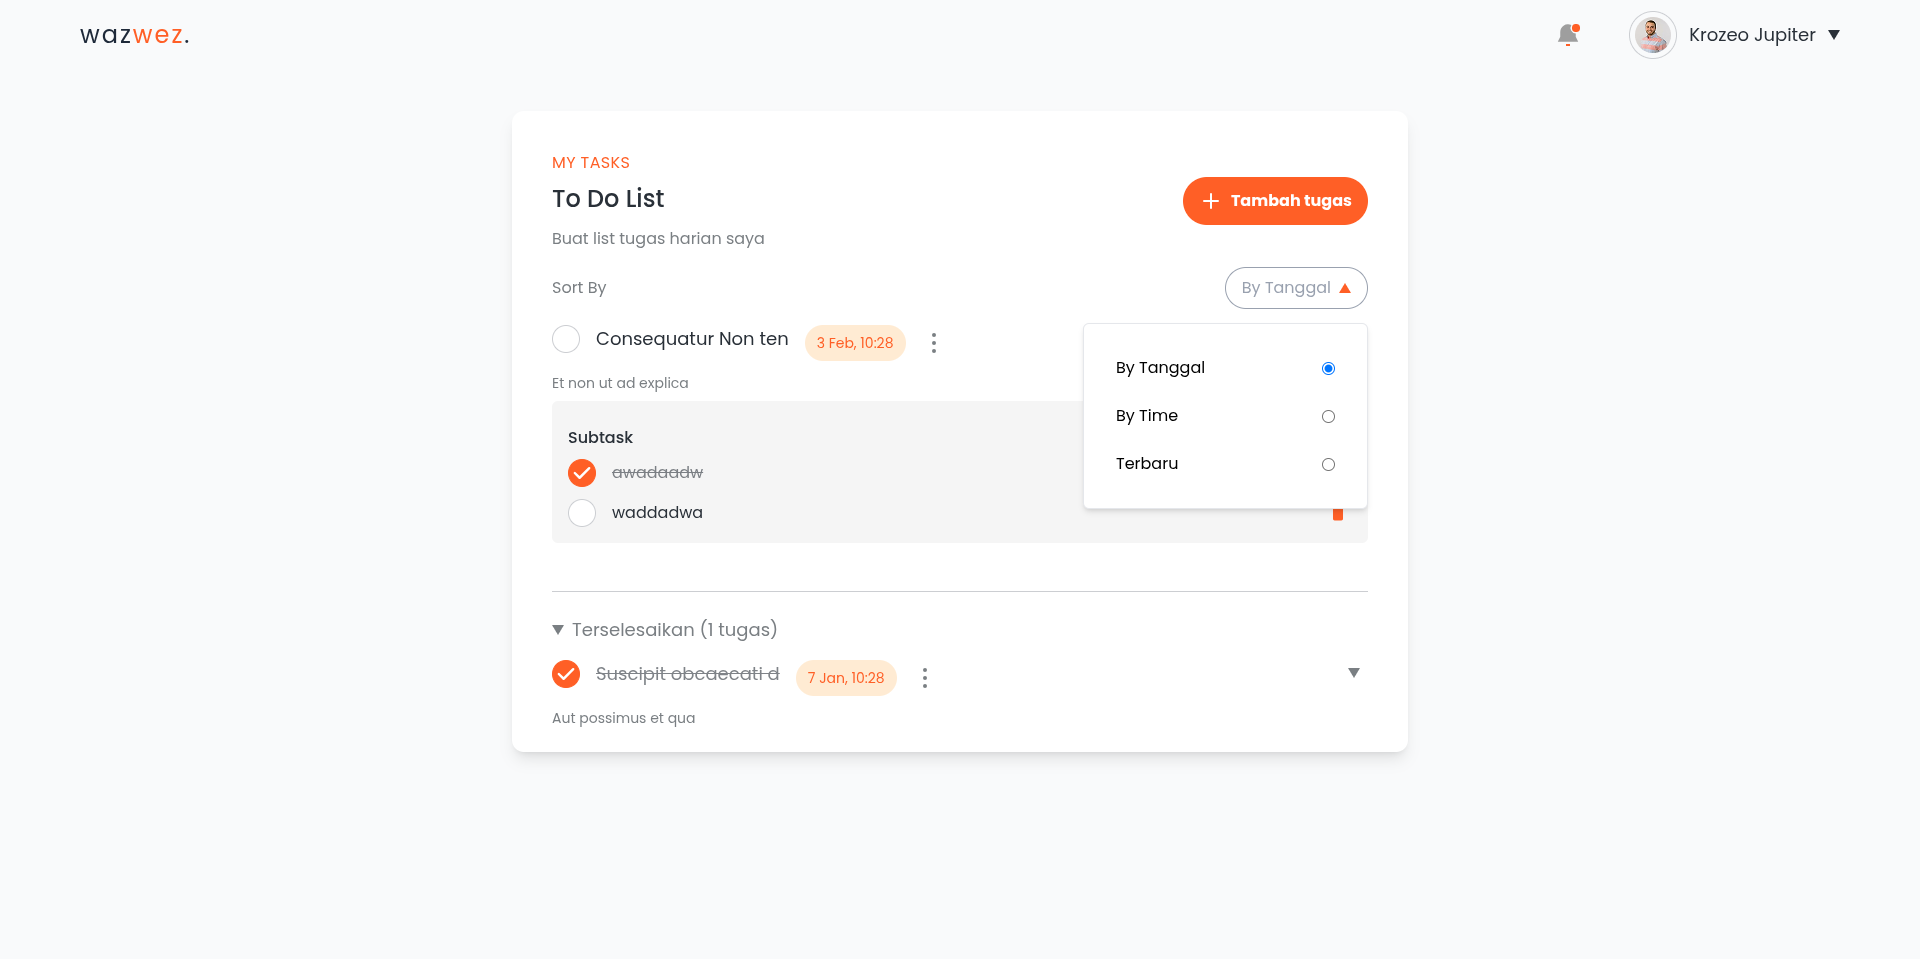 wazwez.
Krozeo Jupiter
MY TASKS
To Do List
Tambah tugas
Buat list tugas harian saya
Sort By
By Tanggal
Consequatur Non ten
3 Feb, 10:28
Et non ut ad explica
By Tanggal
By Time
Terbaru
Subtask
awadaadw
waddadwa
Terselesaikan (1 tugas)
Suscipit obcaecati d
7 Jan, 10:28
Aut possimus et qua